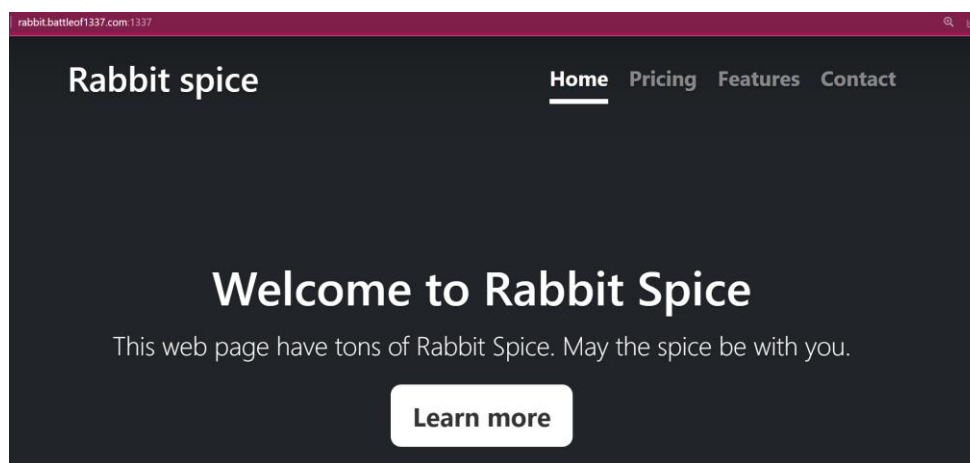 rabbit.battleof1337.com:1337
Rabbit spice
Home Pricing Features Contact
Welcome to Rabbit Spice
This web page have tons of Rabbit Spice. May the spice be with you.
Learn more